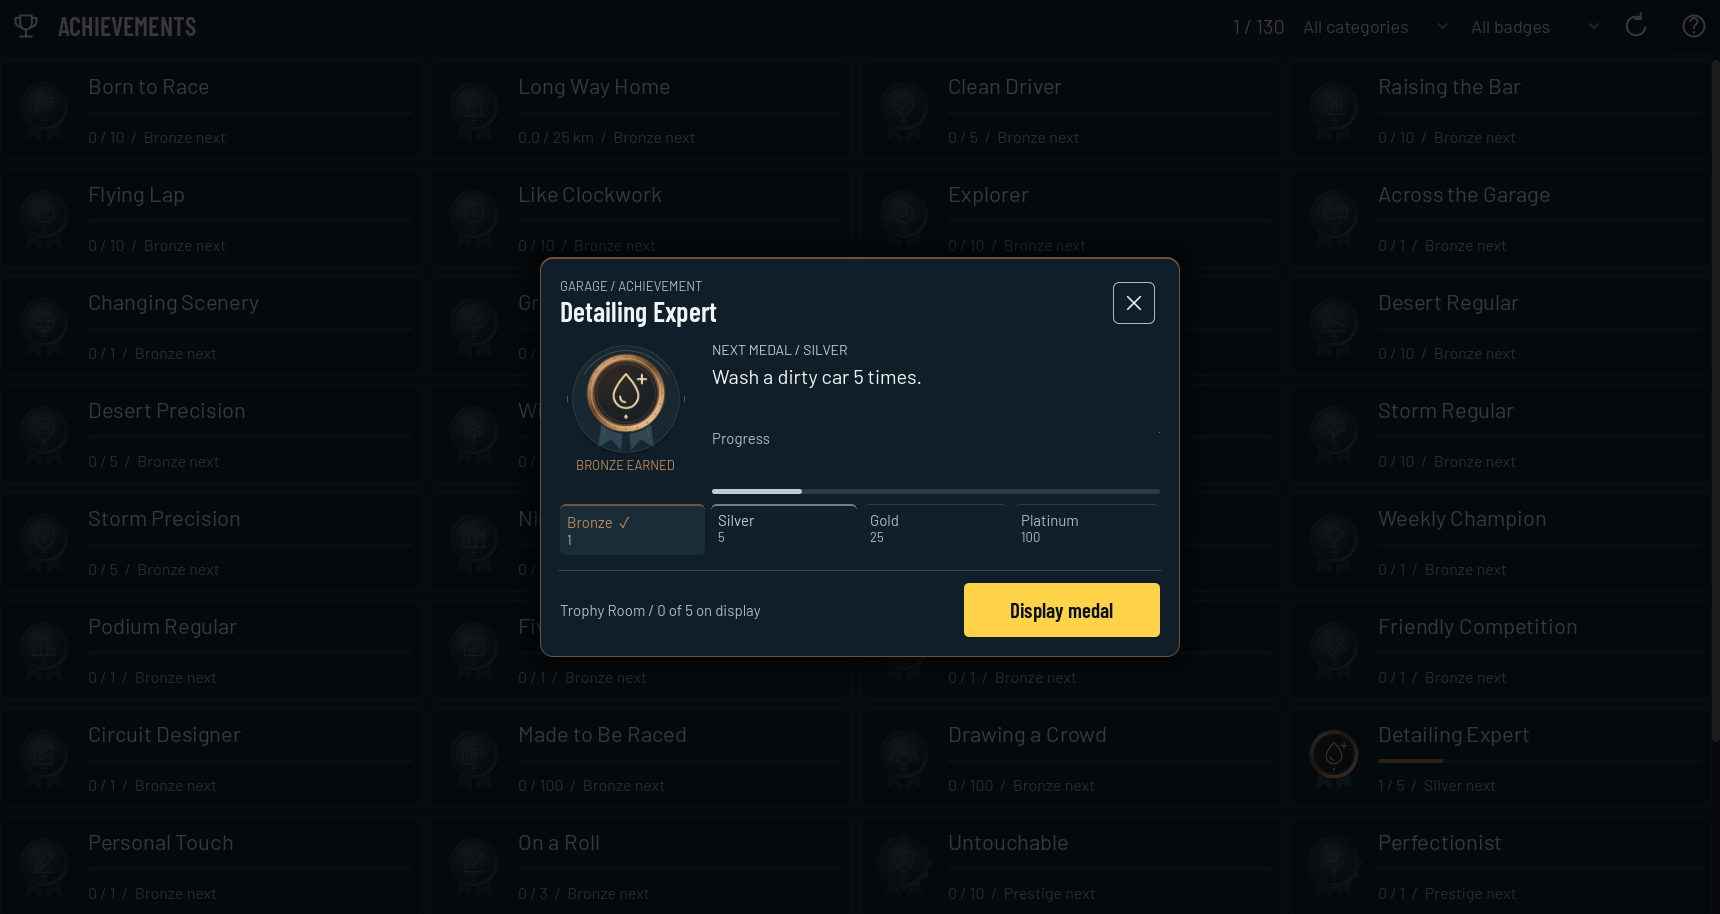 ACHIEVEMENTS
1 / 130
All categories
All badges
Born to Race
0 / 10 / Bronze next
Long Way Home
0.0 / 25 km / Bronze next
Clean Driver
0 / 5 / Bronze next
Raising the Bar
0 / 10 / Bronze next
Flying Lap
0 / 10 / Bronze next
Like Clockwork
0 / 10 / Bronze next
Explorer
0 / 10 / Bronze next
Across the Garage
0 / 1 / Bronze next
Changing Scenery
0 / 1 / Bronze next
Desert Regular
0 / 10 / Bronze next
Desert Precision
0 / 5 / Bronze next
Storm Regular
0 / 10 / Bronze next
Storm Precision
0 / 5 / Bronze next
Weekly Champion
0 / 1 / Bronze next
GARAGE / ACHIEVEMENT
Detailing Expert
BRONZE EARNED
NEXT MEDAL / SILVER
Wash a dirty car 5 times.
Progress
Bronze ✓
1
Silver
5
Gold
25
Platinum
100
Trophy Room / 0 of 5 on display
Display medal
Podium Regular
0 / 1 / Bronze next
0 / 1 / Bronze next
0 / 1 / Bronze next
Friendly Competition
0 / 1 / Bronze next
Circuit Designer
0 / 1 / Bronze next
Made to Be Raced
0 / 100 / Bronze next
Drawing a Crowd
0 / 100 / Bronze next
Detailing Expert
1 / 5 / Silver next
Personal Touch
0 / 1 / Bronze next
On a Roll
0 / 3 / Bronze next
Untouchable
0 / 10 / Prestige next
Perfectionist
0 / 1 / Prestige next